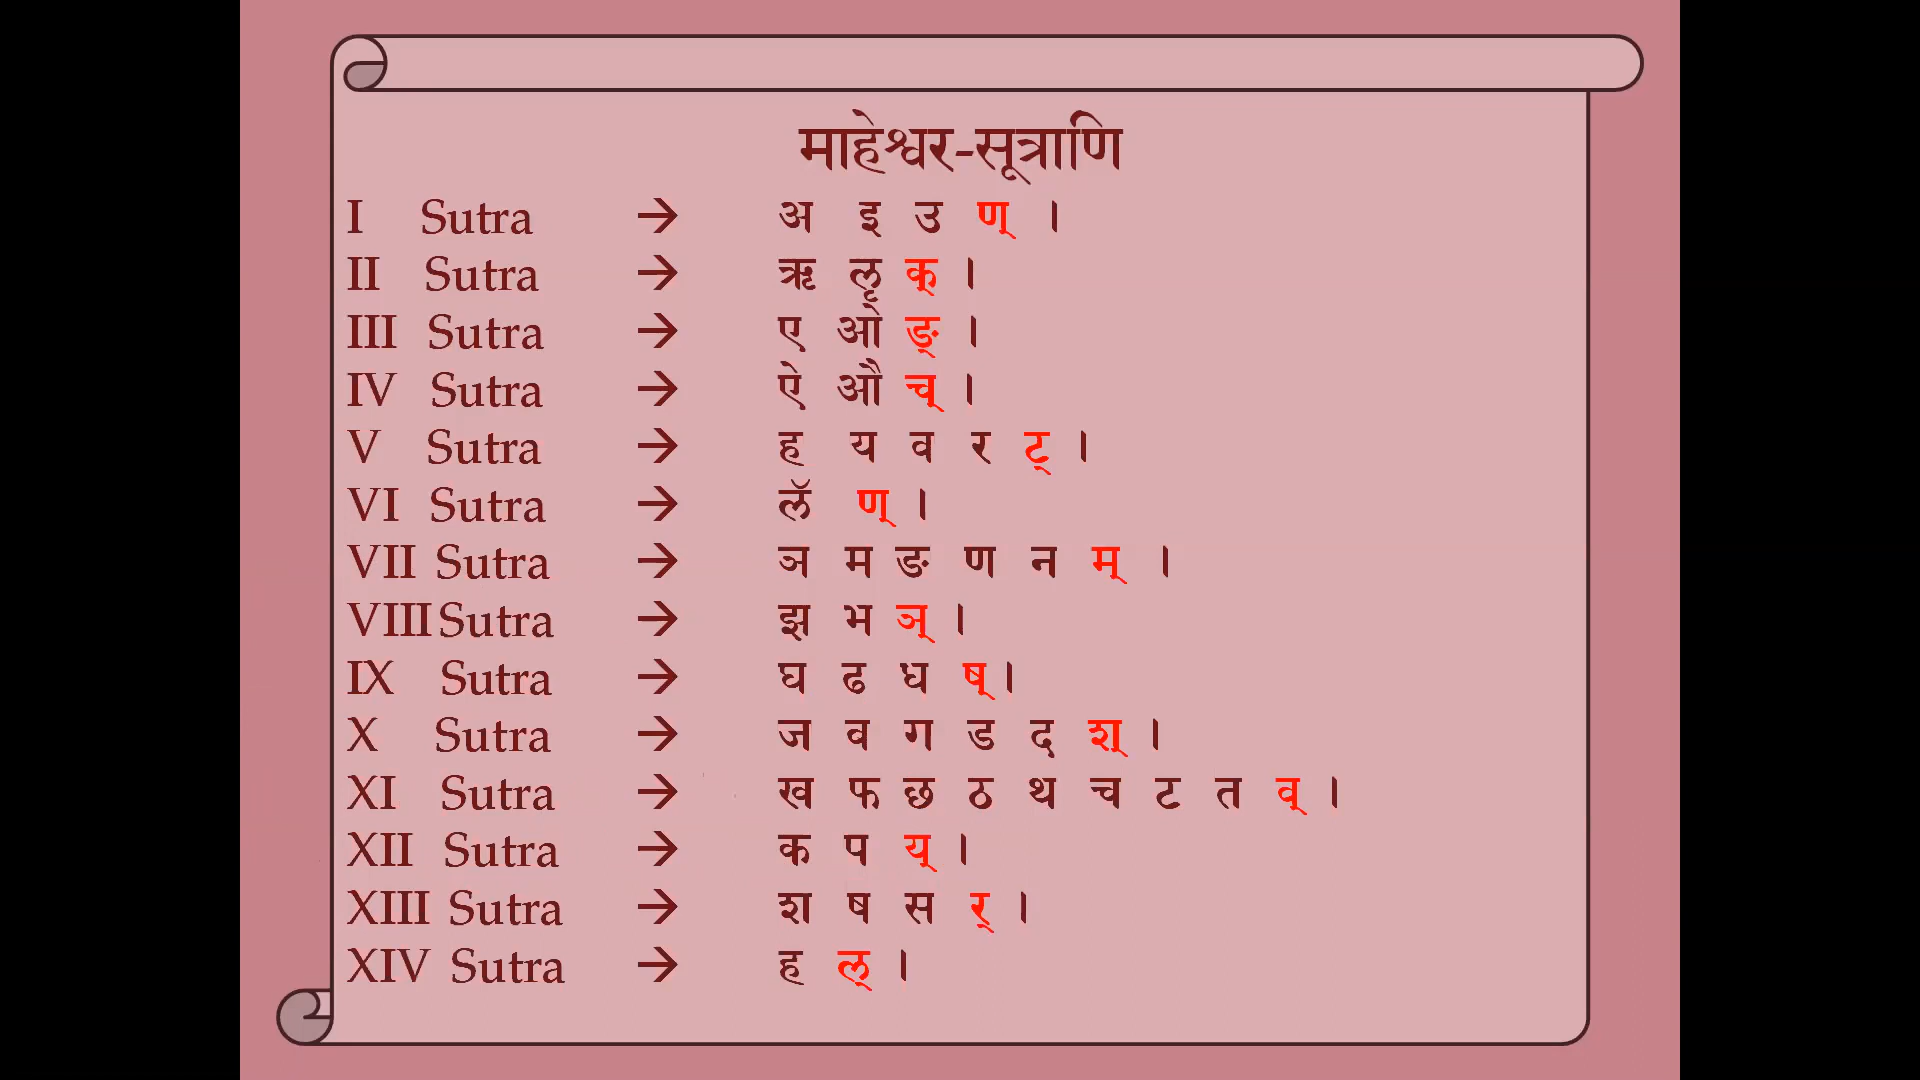 माहेश्वर-सूत्राणि
I Sutra → अ इ उ ण् ।
II Sutra → ऋ ऌ क् ।
III Sutra → ए ओ ङ् ।
IV Sutra → ऐ औ च् ।
V Sutra → ह य व र ट् ।
VI Sutra → लॅ ण् ।
VII Sutra → ञ म ङ ण न म् ।
VIII Sutra → झ भ ञ् ।
IX Sutra → घ ढ ध ष् ।
X Sutra → ज व ग ड द श् ।
XI Sutra → ख फ छ ठ थ च ट त व् ।
XII Sutra → क प य् ।
XIII Sutra → श ष स र् ।
XIV Sutra → ह ल् ।